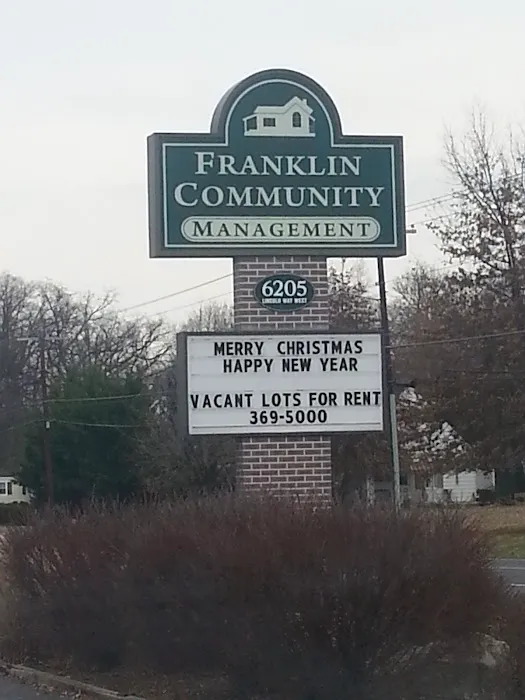 FRANKLIN
COMMUNITY
MANAGEMENT
6205
LINCOLN WAY WEST
MERRY CHRISTMAS
HAPPY NEW YEAR
VACANT LOTS FOR RENT
369-5000